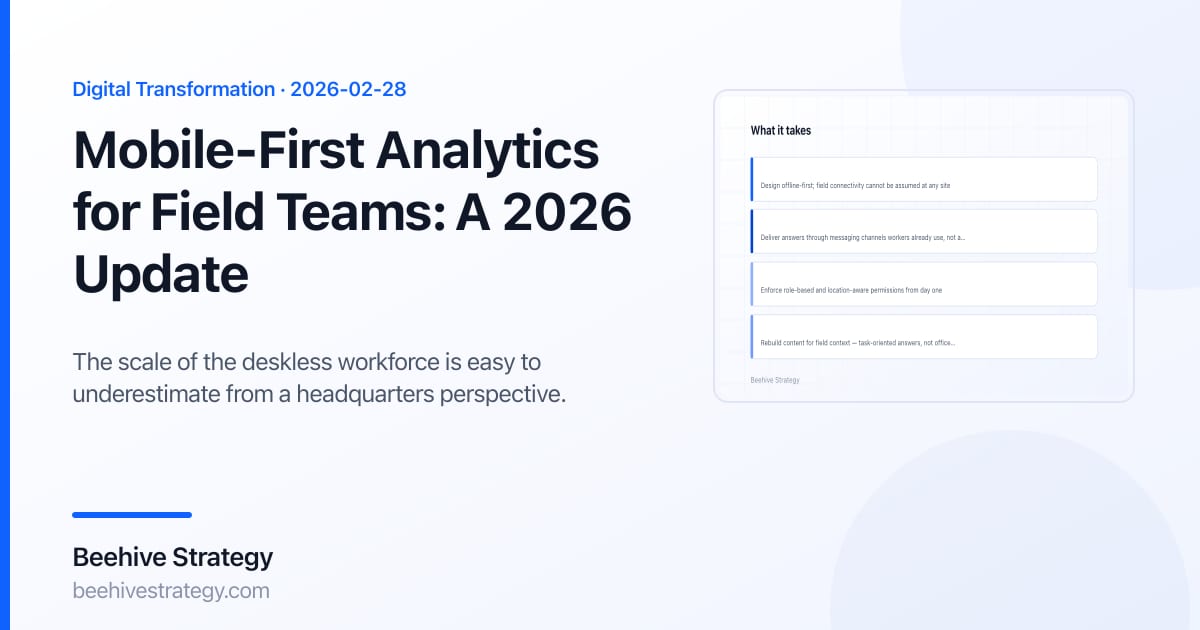 Digital Transformation · 2026-02-28
Mobile-First Analytics
for Field Teams: A 2026
Update
The scale of the deskless workforce is easy to
underestimate from a headquarters perspective.
Beehive Strategy
beehivestrategy.com
What it takes
Design offline-first; field connectivity cannot be assumed at any site
Deliver answers through messaging channels workers already use, not a...
Enforce role-based and location-aware permissions from day one
Rebuild content for field context — task-oriented answers, not office...
Beehive Strategy